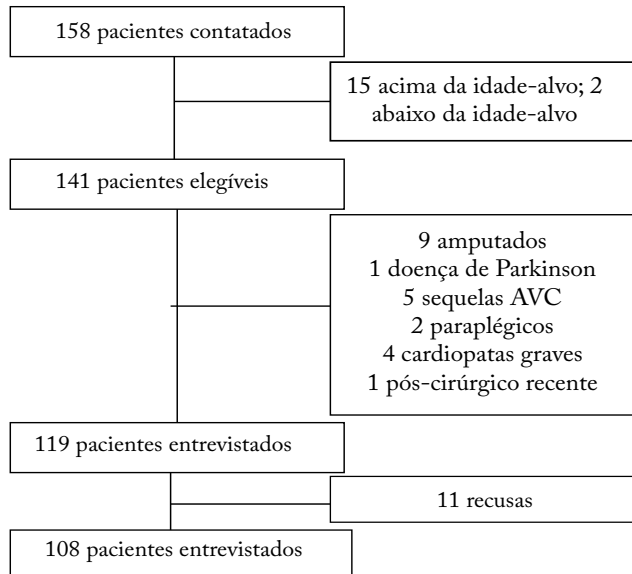 158 pacientes contatados
15 acima da idade-alvo; 2
abaixo da idade-alvo
141 pacientes elegíveis
9 amputados
1 doença de Parkinson
5 sequelas AVC
2 paraplégicos
4 cardiopatas graves
1 pós-cirúrgico recente
119 pacientes entrevistados
11 recusas
108 pacientes entrevistados